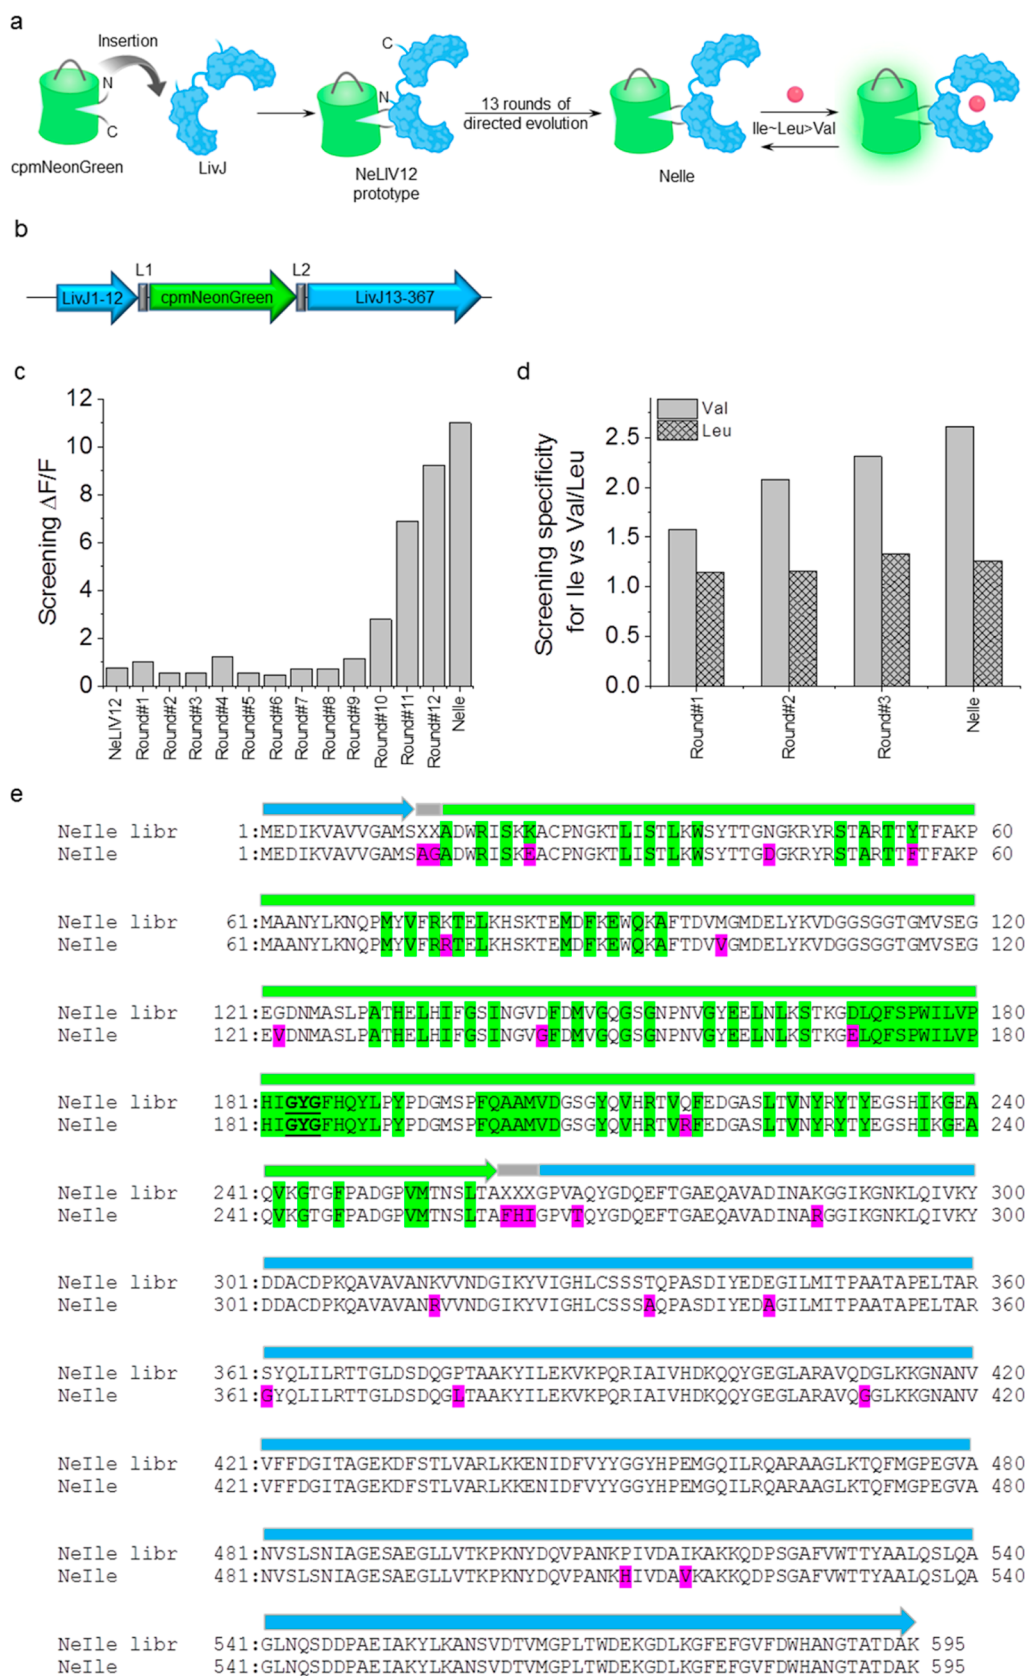 a
Insertion
N
C
cpmNeonGreen
LivJ
C
N
NeLIV12
prototype
13 rounds of
directed evolution
NeIle
Ile~Leu>Val
b
L1
L2
LivJ1-12
cpmNeonGreen
LivJ13-367
c
Screening ΔF/F
12
10
8
6
4
2
0
NeLIV12
Round#1
Round#2
Round#3
Round#4
Round#5
Round#6
Round#7
Round#8
Round#9
Round#10
Round#11
Round#12
NeIle
d
Screening specificity
for Ile vs Val/Leu
Val
Leu
2.5
2.0
1.5
1.0
0.5
0.0
Round#1
Round#2
Round#3
NeIle
e
NeIle libr 1:MEDIKVAVVGAMSXXADWRISKKACPNGKTLISTLKWSYTTGNGKRYRSTARTTYTFAKP 60
NeIle 1:MEDIKVAVVGAMSAGADWRISKEACPNGKTLISTLKWSYTTGDGKRYRSTARTTFTFAKP 60
NeIle libr 61:MAANYLKNQPMYVFRKTELKHSKTEMDFKEWQKAFTDVMGMDELYKVDGGSGGTGMVSEG 120
NeIle 61:MAANYLKNQPMYVFRRTELKHSKTEMDFKEWQKAFTDVVGMDELYKVDGGSGGTGMVSEG 120
NeIle libr 121:EGDNMASLPATHELHIFGSINGVDFDMVGQGSGNPNVGYEELNLKSTKGDLQFSPWILVP 180
NeIle 121:EVDNMASLPATHELHIFGSINGVGFDMVGQGSGNPNVGYEELNLKSTKGELQFSPWILVP 180
NeIle libr 181:HIGYGFHQYLPYPDGMSPFQAAMVDGSGYQVHRTVQFEDGASLTVNYRYTYEGSHIKGEA 240
NeIle 181:HIGYGFHQYLPYPDGMSPFQAAMVDGSGYQVHRTVRFEDGASLTVNYRYTYEGSHIKGEA 240
NeIle libr 241:QVKGTGFPADGPVMTNSLTAXXXGPVAQYGDQEFTGAEQAVADINAKGGIKGNKLQIVKY 300
NeIle 241:QVKGTGFPADGPVMTNSLTAFHIGPVTQYGDQEFTGAEQAVADINARGGIKGNKLQIVKY 300
NeIle libr 301:DDACDPKQAVAVANKVVNDGIKYVIGHLCSSSTQPASDIYEDEGILMITPAATAPELTAR 360
NeIle 301:DDACDPKQAVAVANRVVNDGIKYVIGHLCSSSAQPASDIYEDAGILMITPAATAPELTAR 360
NeIle libr 361:SYQLILRTTGLDSDQGPTAAKYILEKVKPQRIAIVHDKQQYGEGLARAVQDGLKKGNANV 420
NeIle 361:GYQLILRTTGLDSDQGLTAAKYILEKVKPQRIAIVHDKQQYGEGLARAVQGGLKKGNANV 420
NeIle libr 421:VFFDGITAGEKDFSTLVARLKKENIDFVYYGGYHPEMGQILRQARAAGLKTQFMGPEGVA 480
NeIle 421:VFFDGITAGEKDFSTLVARLKKENIDFVYYGGYHPEMGQILRQARAAGLKTQFMGPEGVA 480
NeIle libr 481:NVSLSNIAGESAEGLLVTKPKNYDQVPANKPIVDAIKAKKQDPSGAFVWTTYAALQSLQA 540
NeIle 481:NVSLSNIAGESAEGLLVTKPKNYDQVPANKHIVDAVKAKKQDPSGAFVWTTYAALQSLQA 540
NeIle libr 541:GLNQSDDPAEIAKYLKANSVDTVMGPLTWDEKGDLKGFEFGVFDWHANGTATDAK 595
NeIle 541:GLNQSDDPAEIAKYLKANSVDTVMGPLTWDEKGDLKGFEFGVFDWHANGTATDAK 595